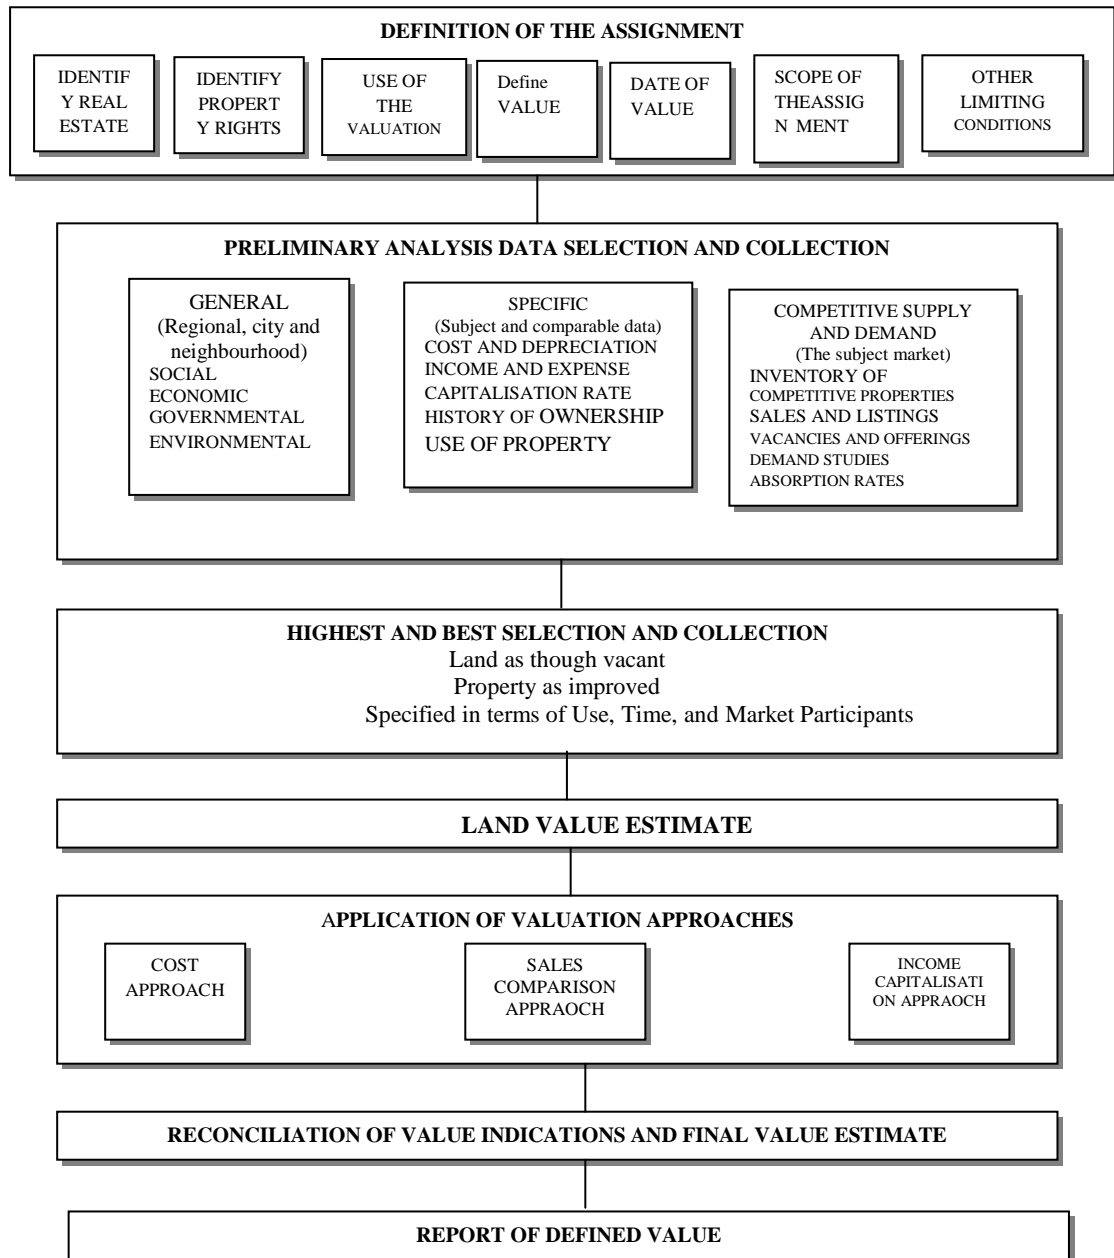 DEFINITION OF THE ASSIGNMENT
IDENTIF
Y REAL
ESTATE
IDENTIFY
PROPERT
Y RIGHTS
USE OF
THE
VALUATION
Define
VALUE
DATE OF
VALUE
SCOPE OF
THEASSIG
N MENT
OTHER
LIMITING
CONDITIONS
PRELIMINARY ANALYSIS DATA SELECTION AND COLLECTION
GENERAL
(Regional, city and
neighbourhood)
SOCIAL
ECONOMIC
GOVERNMENTAL
ENVIRONMENTAL
SPECIFIC
(Subject and comparable data)
COST AND DEPRECIATION
INCOME AND EXPENSE
CAPITALISATION RATE
HISTORY OF OWNERSHIP
USE OF PROPERTY
COMPETITIVE SUPPLY
AND DEMAND
(The subject market)
INVENTORY OF
COMPETITIVE PROPERTIES
SALES AND LISTINGS
VACANCIES AND OFFERINGS
DEMAND STUDIES
ABSORPTION RATES
HIGHEST AND BEST SELECTION AND COLLECTION
Land as though vacant
Property as improved
Specified in terms of Use, Time, and Market Participants
LAND VALUE ESTIMATE
APPLICATION OF VALUATION APPROACHES
COST
APPROACH
SALES
COMPARISON
APPRAOCH
INCOME
CAPITALISATI
ON APPRAOCH
RECONCILIATION OF VALUE INDICATIONS AND FINAL VALUE ESTIMATE
REPORT OF DEFINED VALUE